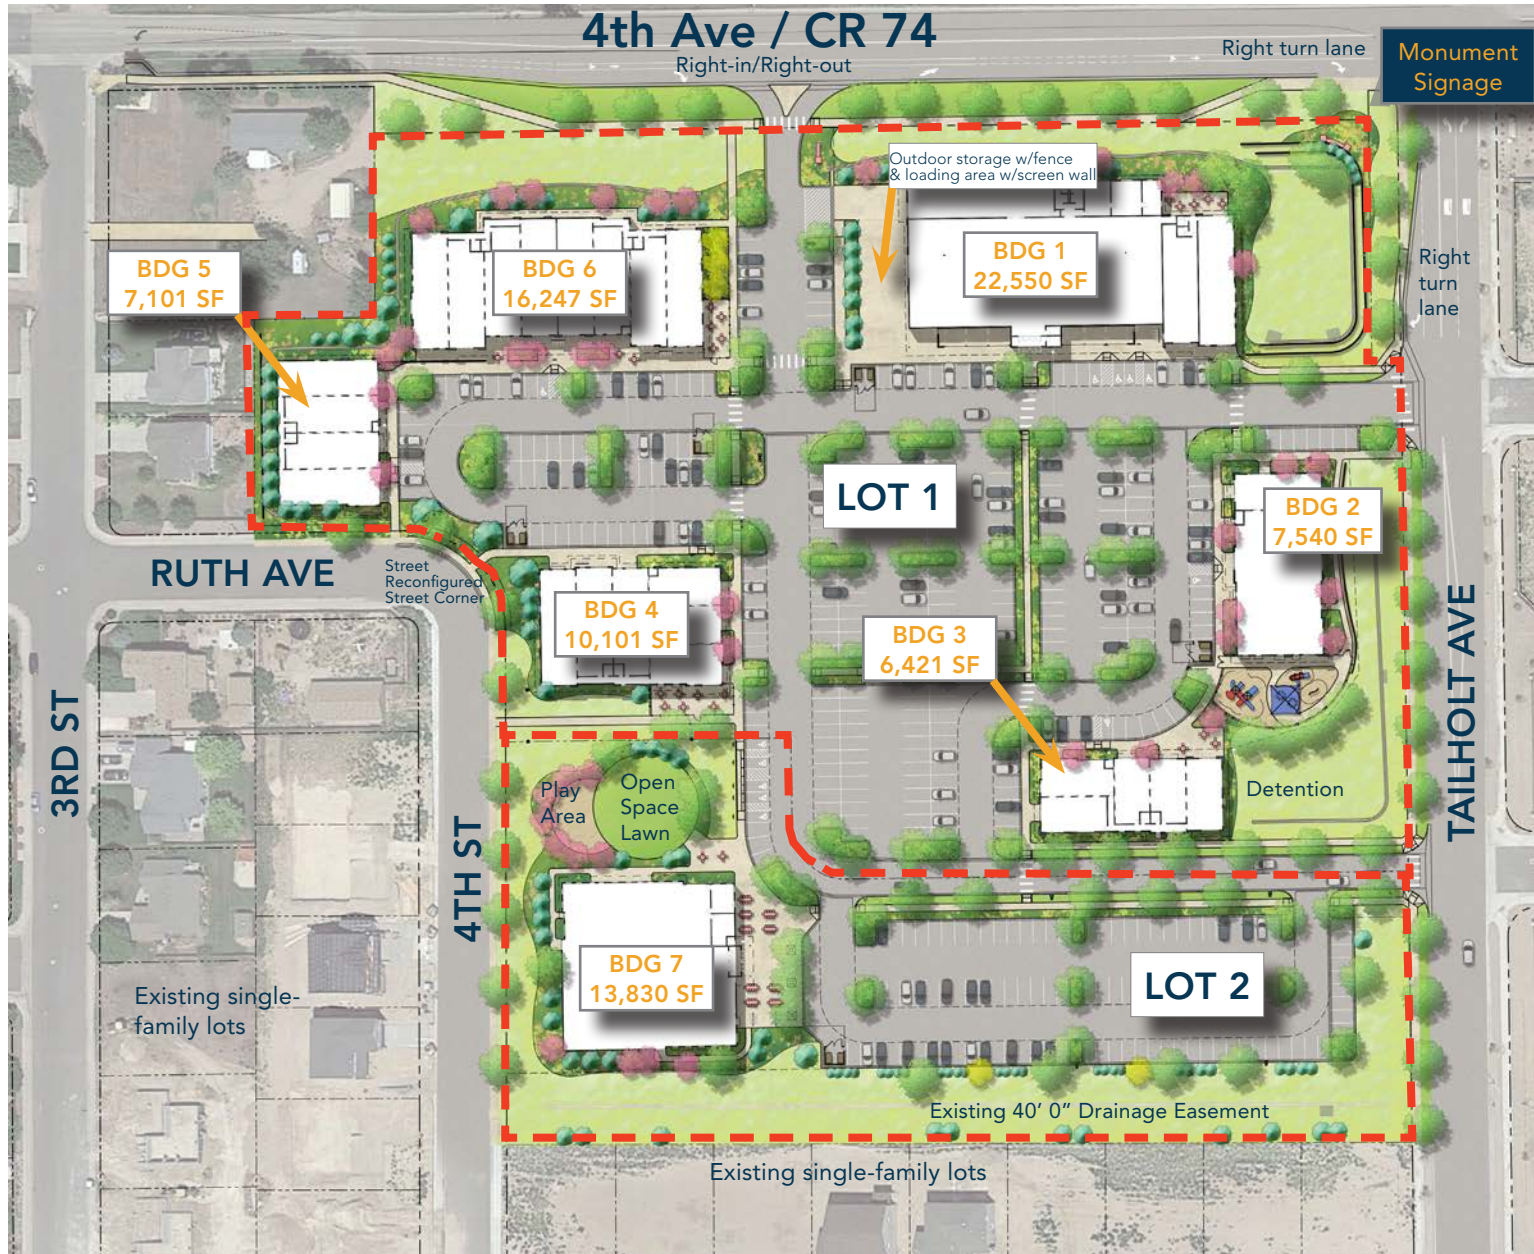 4th Ave / CR 74
Right-in/Right-out
Right turn lane
Monument
Signage
Outdoor storage w/fence
& loading area w/screen wall
BDG 5
7,101 SF
BDG 6
16,247 SF
BDG 1
22,550 SF
Right
turn
lane
LOT 1
BDG 2
7,540 SF
RUTH AVE
Street
Reconfigured
Street Corner
BDG 4
10,101 SF
BDG 3
6,421 SF
3RD ST
TAILHOLT AVE
Play
Area
Open
Space
Lawn
Detention
4TH ST
BDG 7
13,830 SF
LOT 2
Existing single-
family lots
Existing 40' 0" Drainage Easement
Existing single-family lots